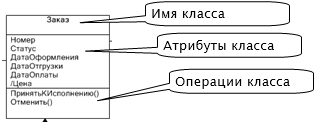 Заказ
Имя класса
Номер
Статус
ДатаОформления
ДатаОтгрузки
ДатаОплаты
/Цена
Атрибуты класса
ПринятьКИсполнению()
Отменить()
Операции класса